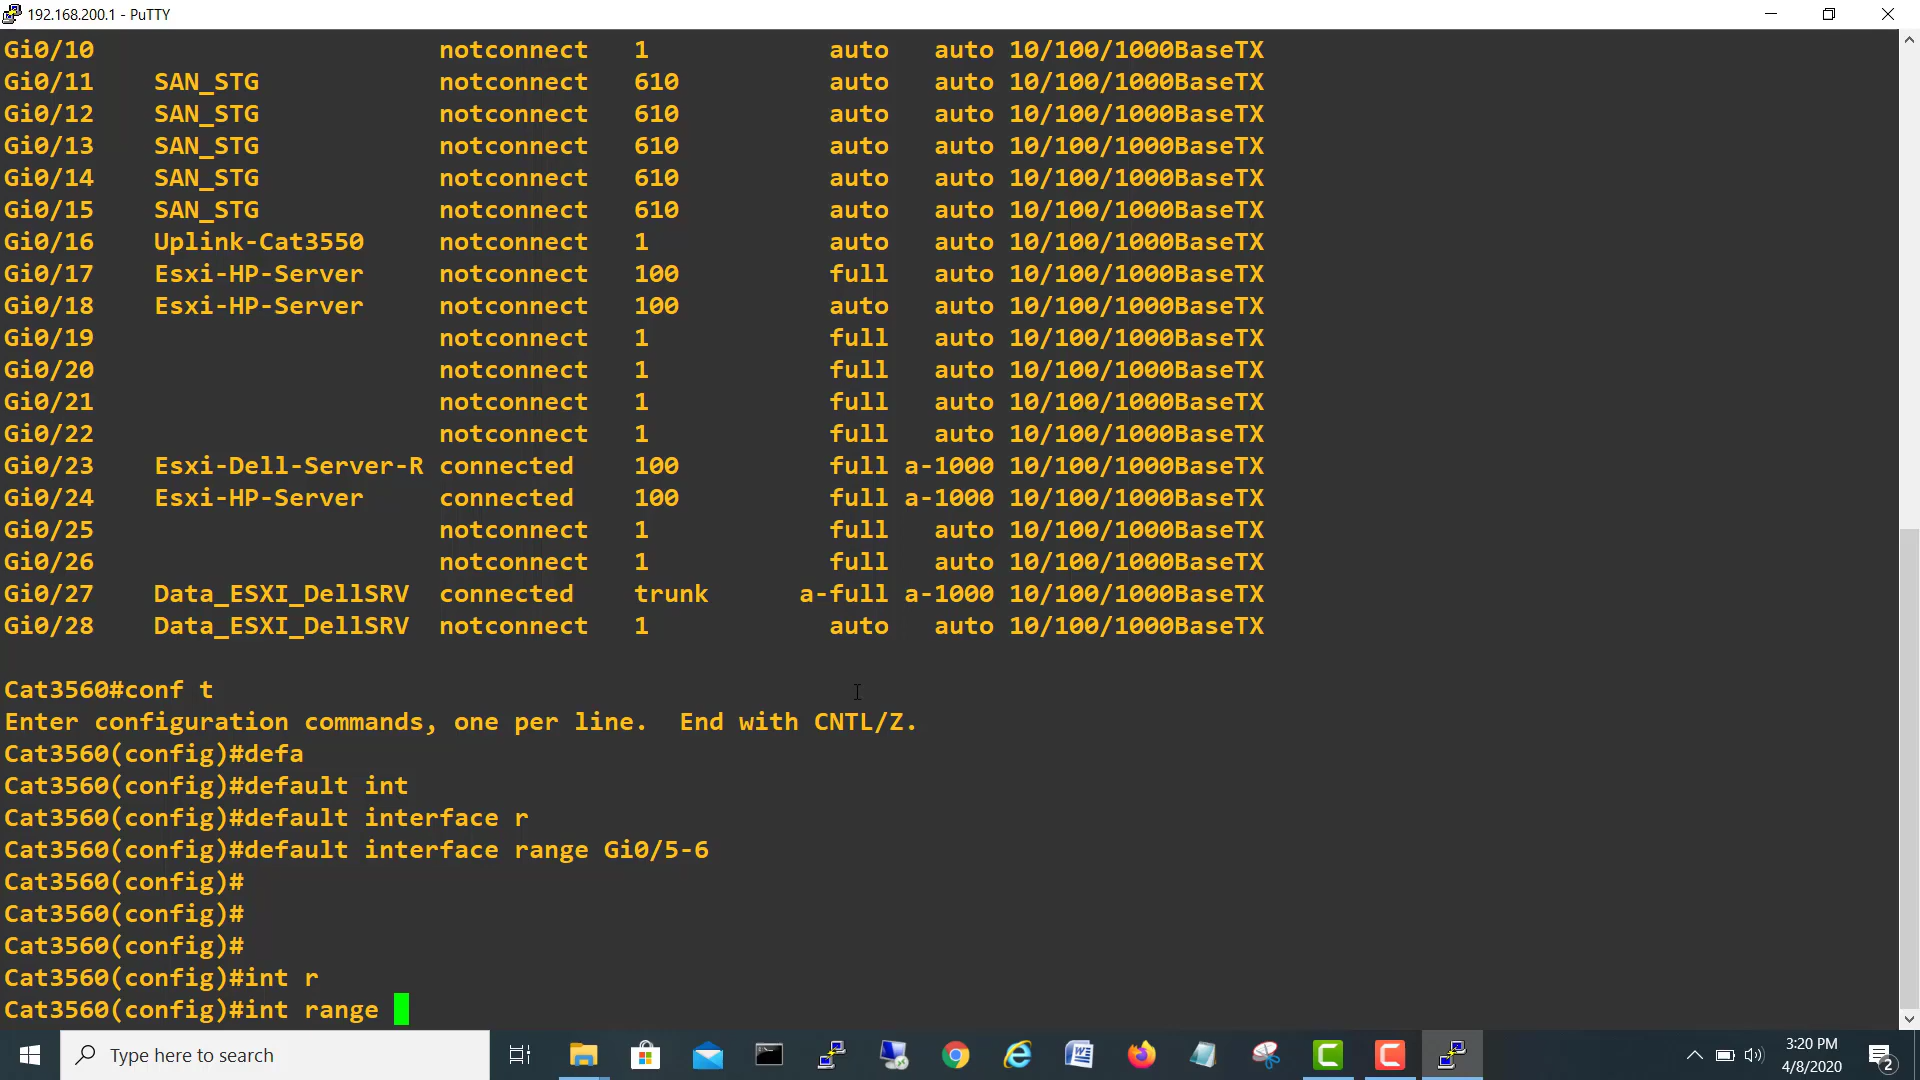 192.168.200.1 - PuTTY
Gi0/10 notconnect 1 auto auto 10/100/1000BaseTX
Gi0/11 SAN_STG notconnect 610 auto auto 10/100/1000BaseTX
Gi0/12 SAN_STG notconnect 610 auto auto 10/100/1000BaseTX
Gi0/13 SAN_STG notconnect 610 auto auto 10/100/1000BaseTX
Gi0/14 SAN_STG notconnect 610 auto auto 10/100/1000BaseTX
Gi0/15 SAN_STG notconnect 610 auto auto 10/100/1000BaseTX
Gi0/16 Uplink-Cat3550 notconnect 1 auto auto 10/100/1000BaseTX
Gi0/17 Esxi-HP-Server notconnect 100 full auto 10/100/1000BaseTX
Gi0/18 Esxi-HP-Server notconnect 100 auto auto 10/100/1000BaseTX
Gi0/19 notconnect 1 full auto 10/100/1000BaseTX
Gi0/20 notconnect 1 full auto 10/100/1000BaseTX
Gi0/21 notconnect 1 full auto 10/100/1000BaseTX
Gi0/22 notconnect 1 full auto 10/100/1000BaseTX
Gi0/23 Esxi-Dell-Server-R connected 100 full a-1000 10/100/1000BaseTX
Gi0/24 Esxi-HP-Server connected 100 full a-1000 10/100/1000BaseTX
Gi0/25 notconnect 1 full auto 10/100/1000BaseTX
Gi0/26 notconnect 1 full auto 10/100/1000BaseTX
Gi0/27 Data_ESXI_DellSRV connected trunk a-full a-1000 10/100/1000BaseTX
Gi0/28 Data_ESXI_DellSRV notconnect 1 auto auto 10/100/1000BaseTX
Cat3560#conf t
Enter configuration commands, one per line. End with CNTL/Z.
Cat3560(config)#defa
Cat3560(config)#default int
Cat3560(config)#default interface r
Cat3560(config)#default interface range Gi0/5-6
Cat3560(config)#
Cat3560(config)#
Cat3560(config)#
Cat3560(config)#int r
Cat3560(config)#int range
Type here to search
3:20 PM
4/8/2020
2